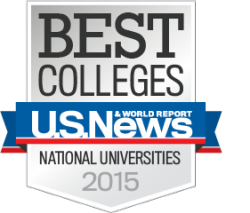 BEST
COLLEGES
& WORLD REPORT
U.S.News
NATIONAL UNIVERSITIES
2015